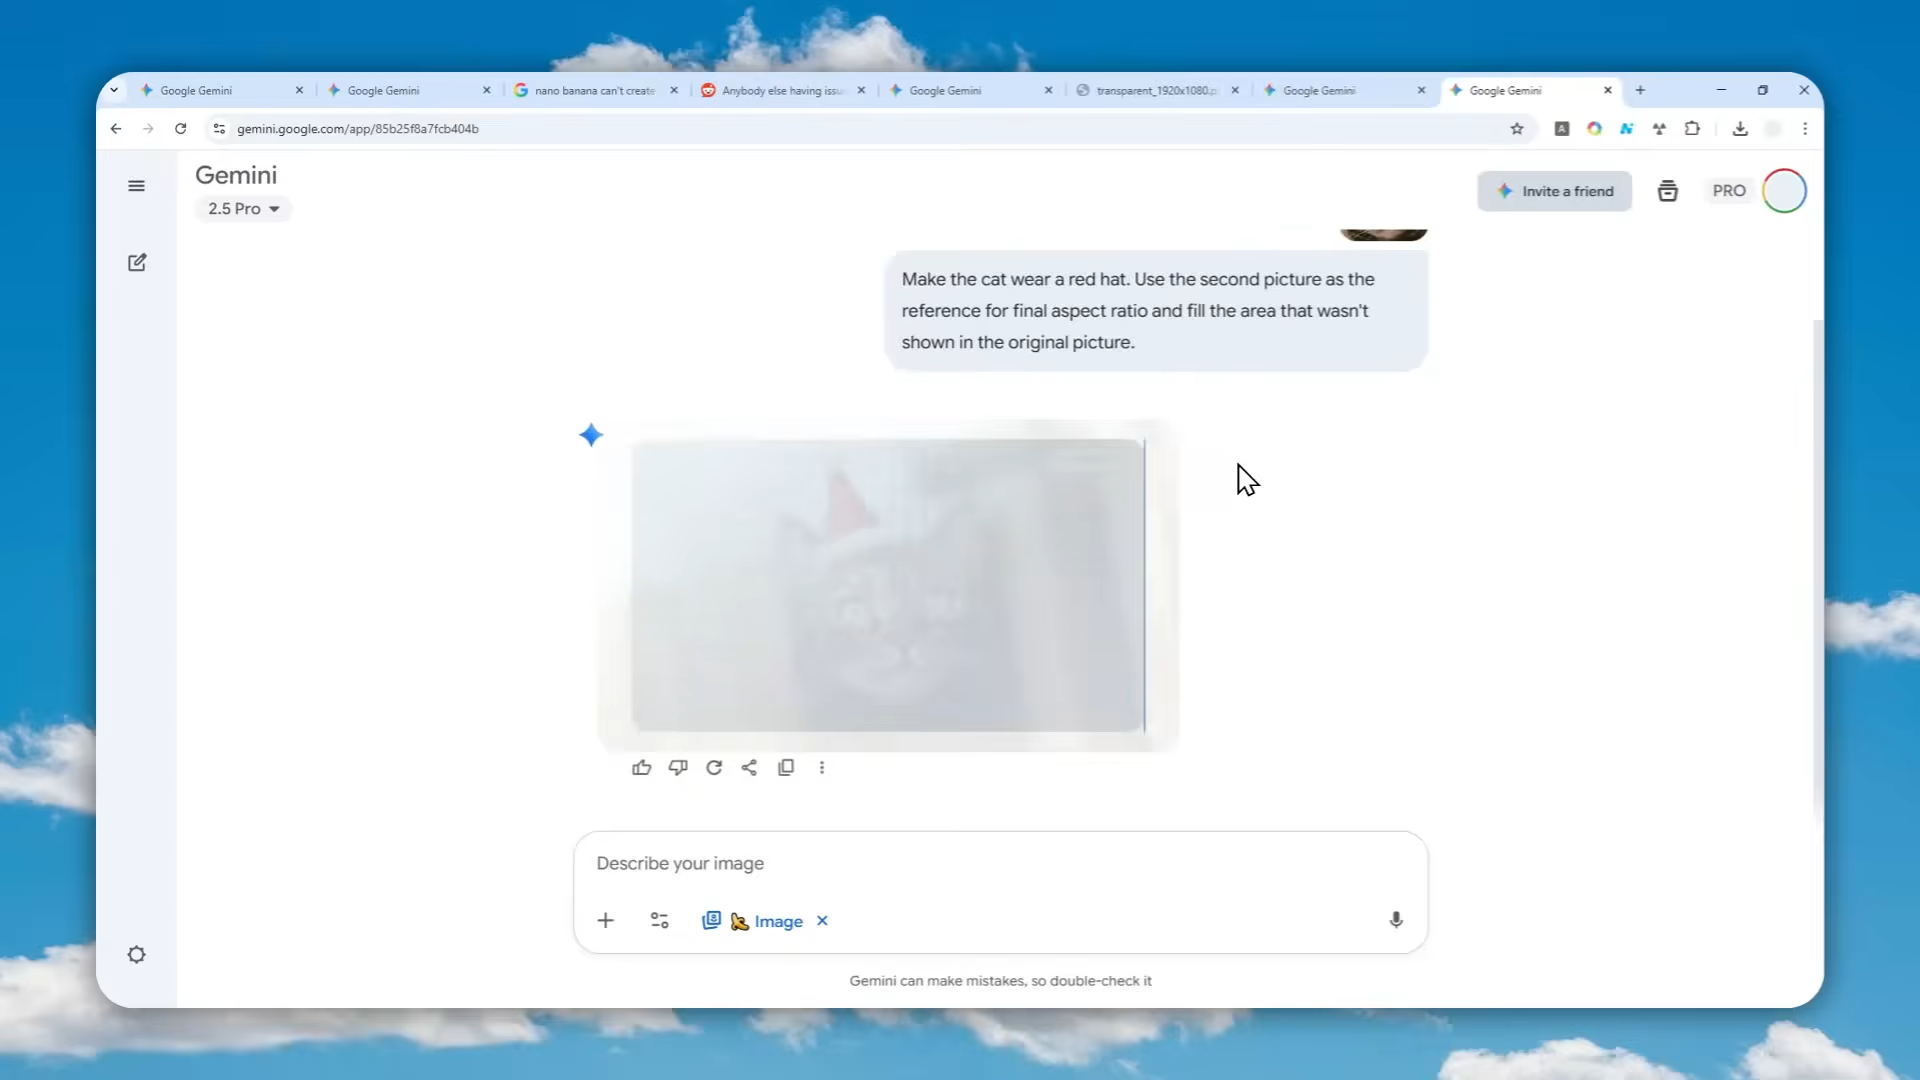 Google Gemini
Google Gemini
nano banana can't create
Anybody else having issu
Google Gemini
transparent_1920x1080.p
Google Gemini
Google Gemini
gemini.google.com/app/85b25f8a7fcb404b
Gemini
2.5 Pro
Invite a friend
PRO
Make the cat wear a red hat. Use the second picture as the
reference for final aspect ratio and fill the area that wasn't
shown in the original picture.
Describe your image
Image
Gemini can make mistakes, so double-check it